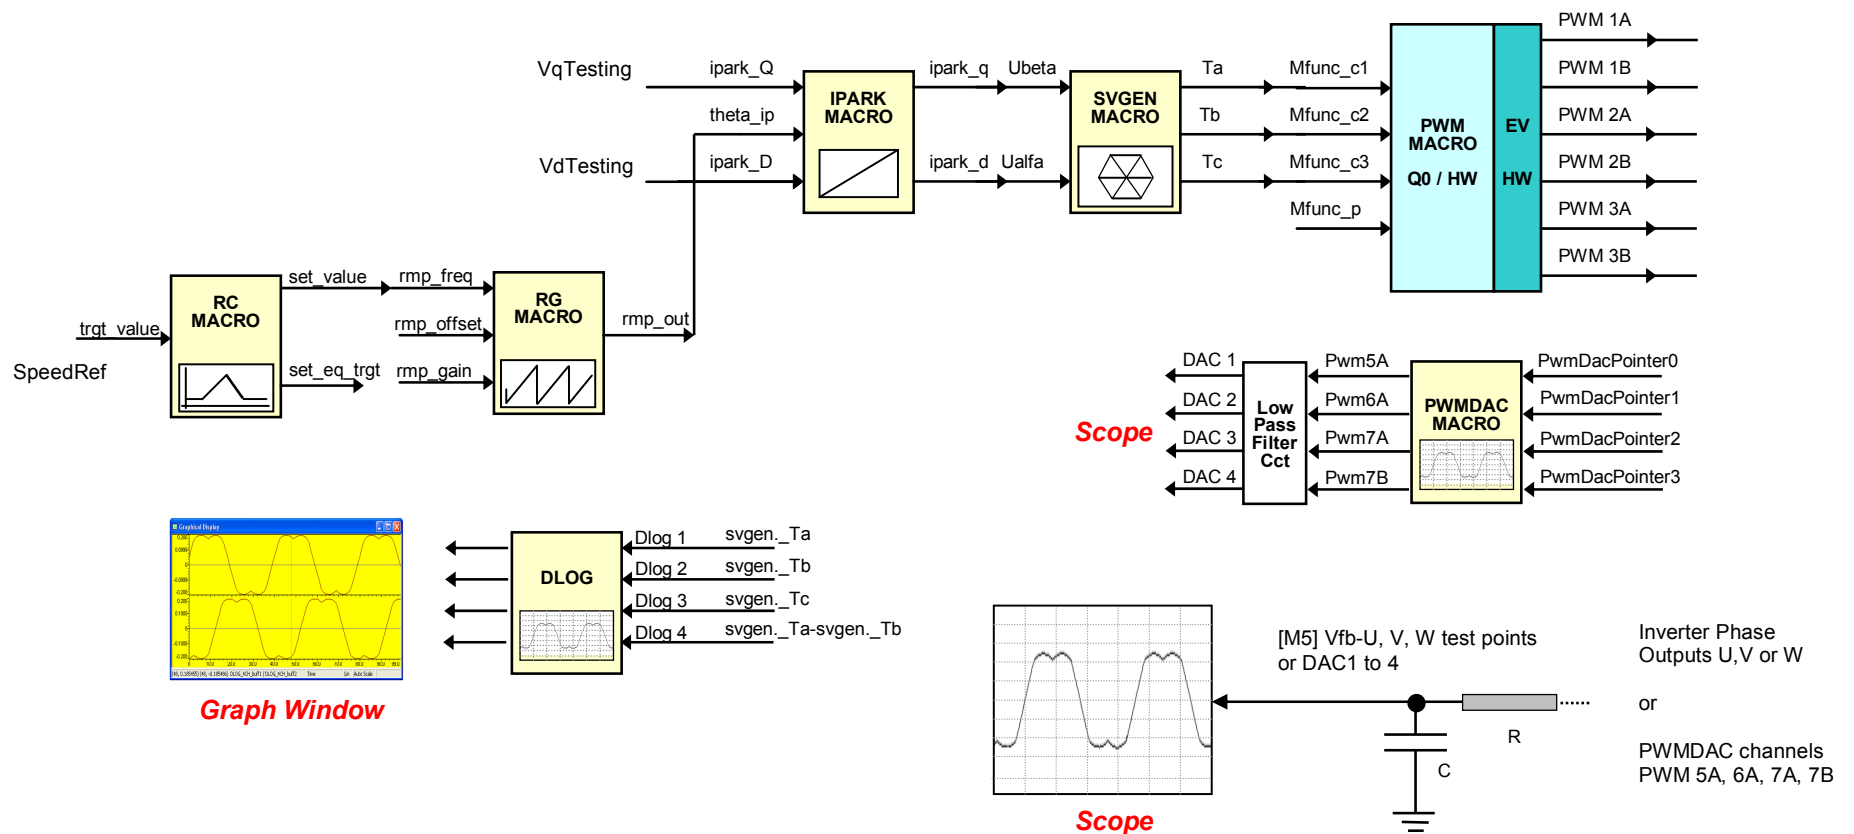 PWM 1A
VqTesting
ipark_Q
ipark_q
Ubeta
Ta
Mfunc_c1
PWM 1B
IPARK
MACRO
SVGEN
MACRO
theta_ip
Tb
Mfunc_c2
PWM
MACRO
Q0 / HW
EV
HW
PWM 2A
VdTesting
ipark_D
ipark_d
Ualfa
Tc
Mfunc_c3
PWM 2B
Mfunc_p
PWM 3A
PWM 3B
set_value
rmp_freq
RC
MACRO
RG
MACRO
trgt_value
rmp_offset
rmp_out
SpeedRef
set_eq_trgt
rmp_gain
DAC 1
Pwm5A
PwmDacPointer0
DAC 2
Pwm6A
PwmDacPointer1
Low
Pass
Filter
Cct
PWMDAC
MACRO
Scope
DAC 3
Pwm7A
PwmDacPointer2
DAC 4
Pwm7B
PwmDacPointer3
Graphical Display
Graph Window
DLOG
Dlog 1
svgen._Ta
Dlog 2
svgen._Tb
Dlog 3
svgen._Tc
Dlog 4
svgen._Ta-svgen._Tb
[M5] Vfb-U, V, W test points
or DAC1 to 4
Inverter Phase
Outputs U,V or W
or
PWMDAC channels
PWM 5A, 6A, 7A, 7B
R
C
Scope